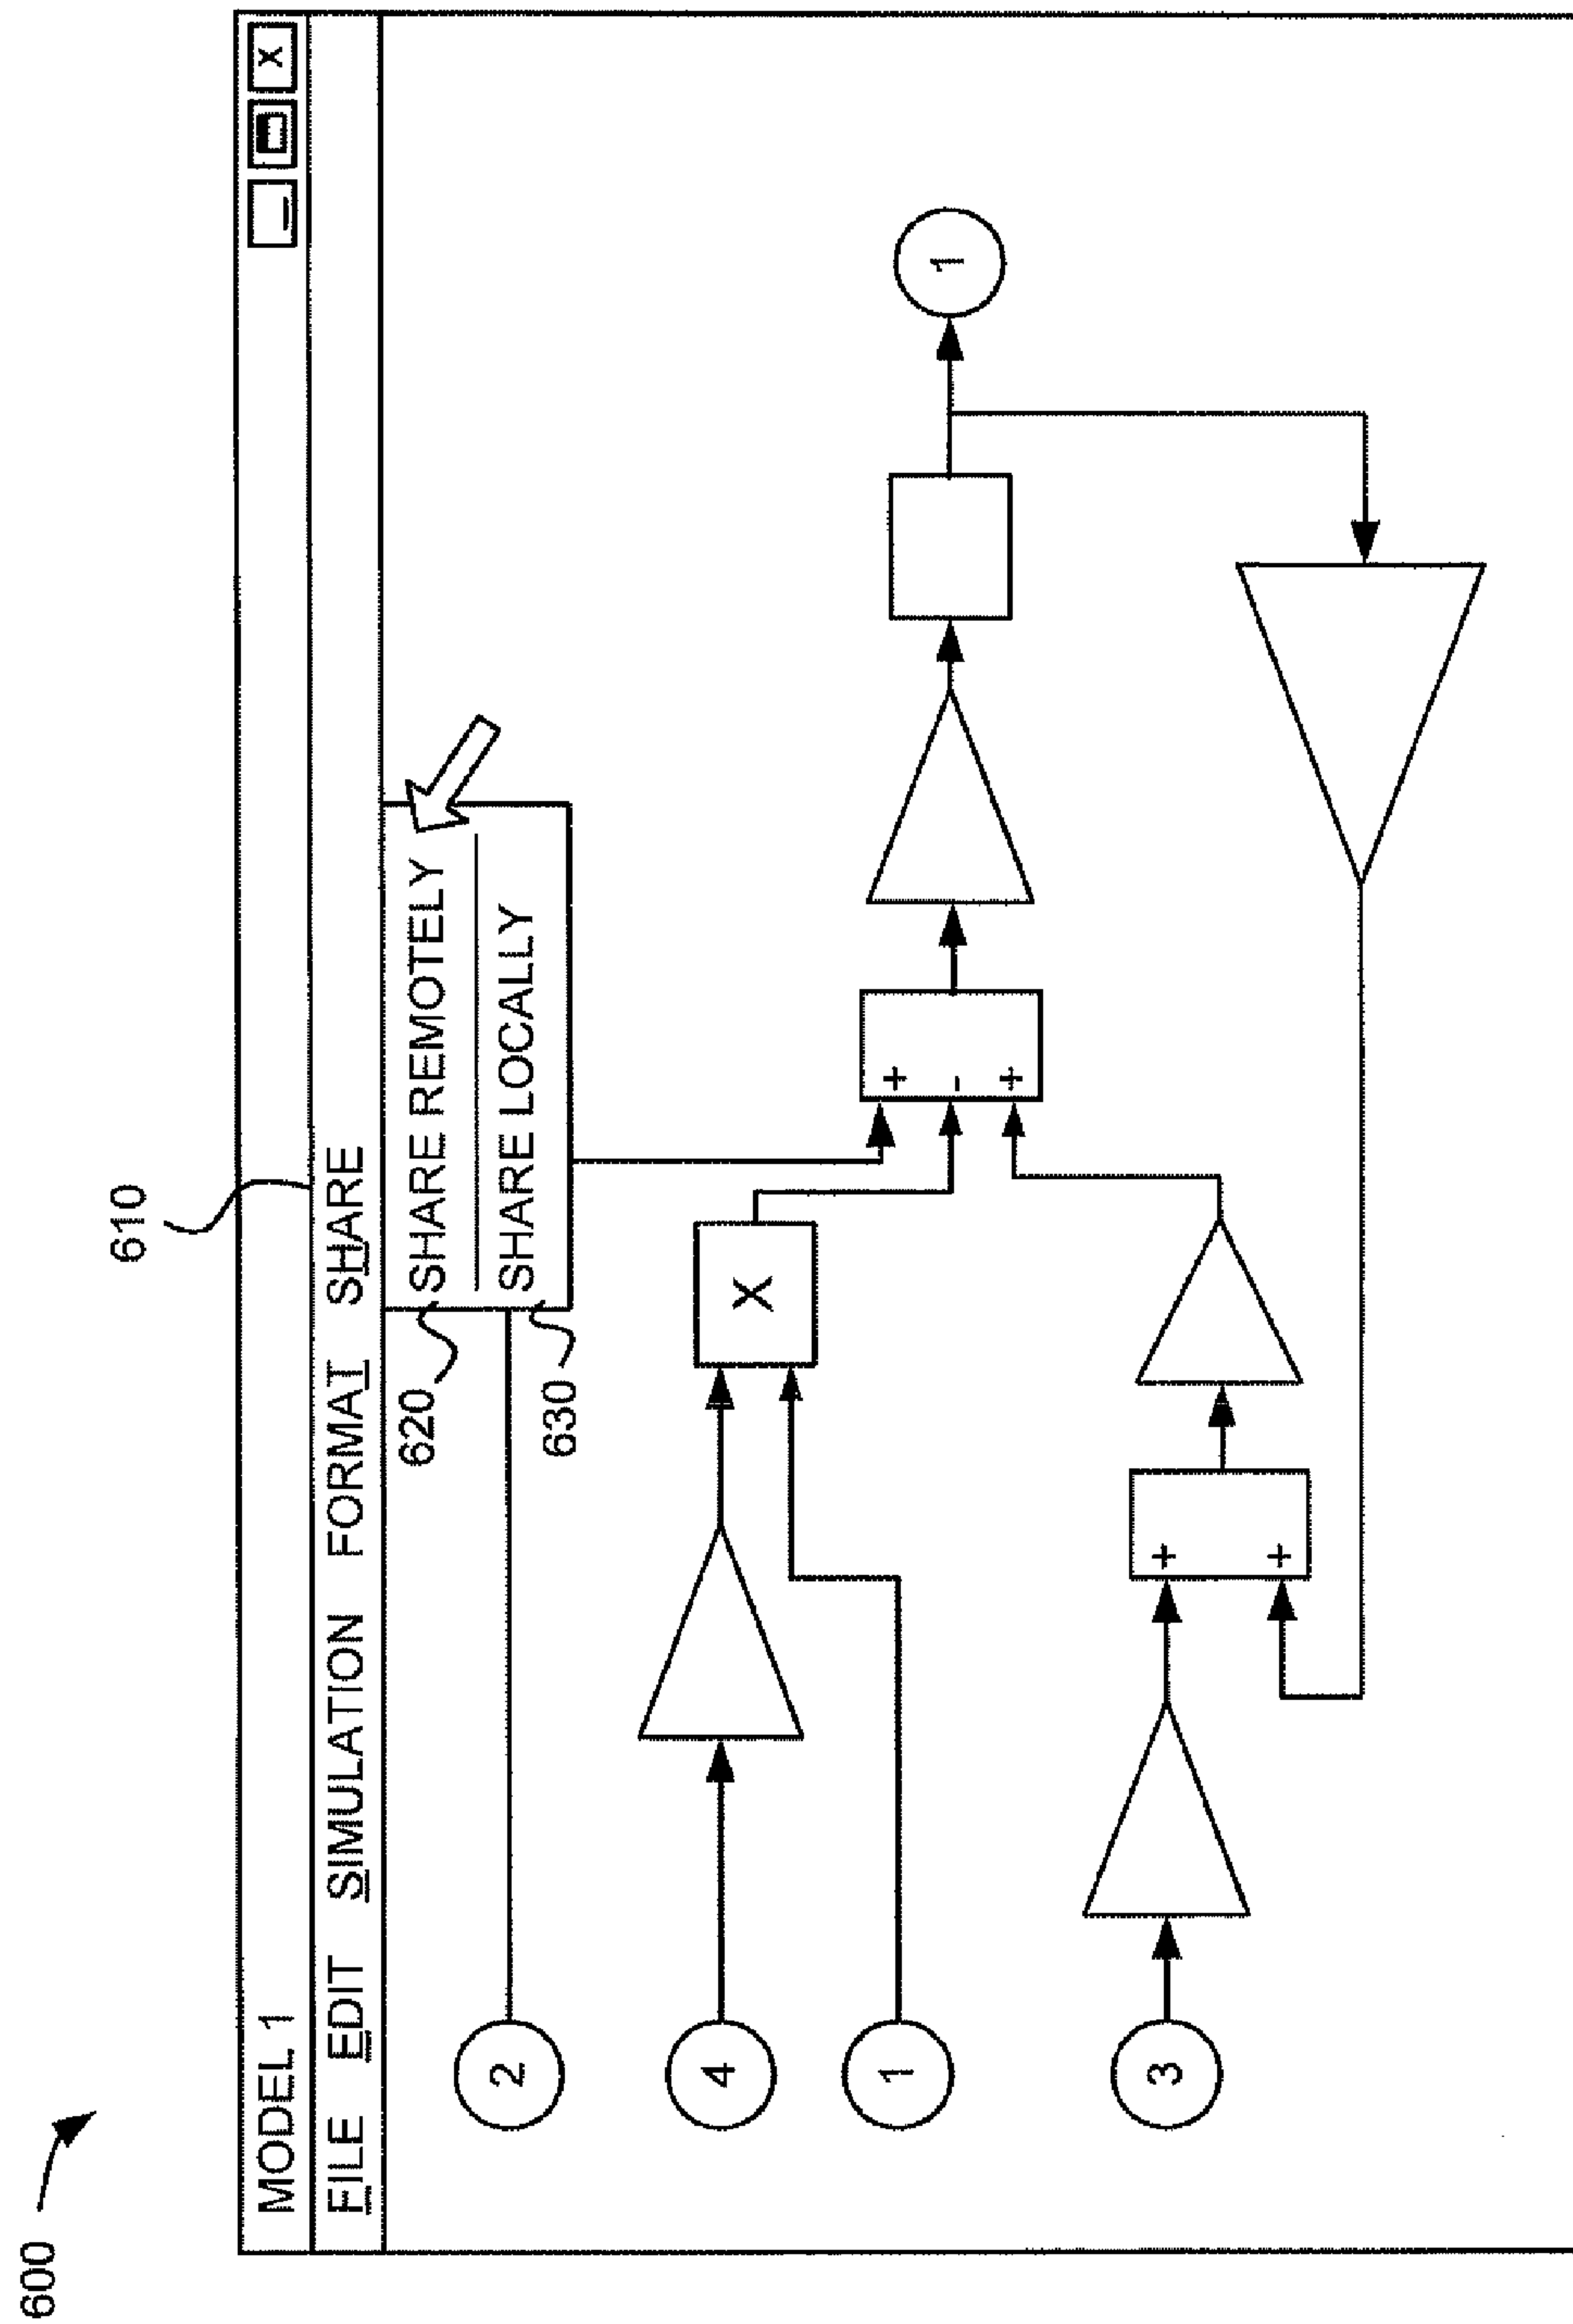 600
610
MODEL 1
_ X
FILE EDIT SIMULATION FORMAT SHARE
620 SHARE REMOTELY
630 SHARE LOCALLY
2
4
X
1
+
-
+
1
3
+
+